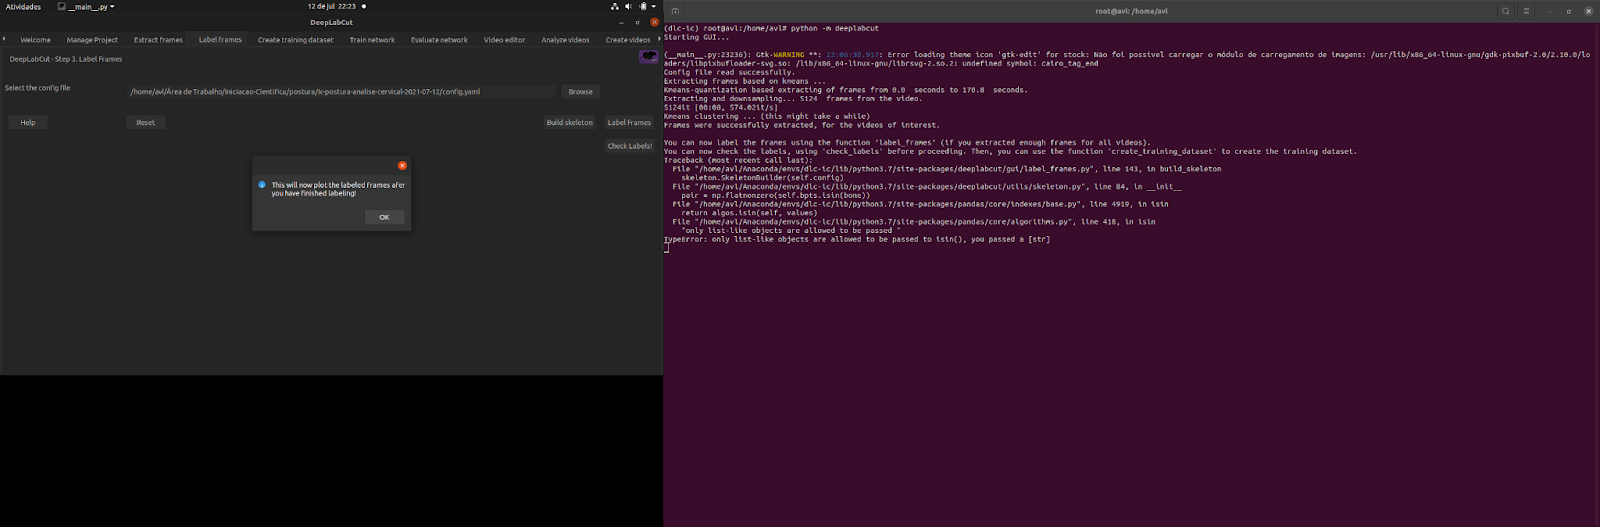 Atividades
__main__.py
12 de jul 22:23
DeepLabCut
Welcome
Manage Project
Extract frames
Label frames
Create training dataset
Train network
Evaluate network
Video editor
Analyze videos
Create videos
DeepLabCut - Step 3. Label Frames
Select the config file
/home/avl/Área de Trabalho/Iniciacao-Cientifica/postura/ic-postura-analise-cervical-2021-07-12/config.yaml
Browse
Help
Reset
Build skeleton
Label Frames
Check Labels!
This will now plot the labeled frames afer
you have finished labeling!
OK
root@avl: /home/avl
(dlc-ic) root@avl:/home/avl# python -m deeplabcut
Starting GUI...
(__main__.py:23236): Gtk-WARNING **: 22:06:30.937: Error loading theme icon 'gtk-edit' for stock: Não foi possível carregar o módulo de carregamento de imagens: /usr/lib/x86_64-linux-gnu/gdk-pixbuf-2.0/2.10.0/lo
aders/libpixbufloader-svg.so: /lib/x86_64-linux-gnu/librsvg-2.so.2: undefined symbol: cairo_tag_end
Config file read successfully.
Extracting frames based on kmeans ...
Kmeans-quantization based extracting of frames from 0.0  seconds to 170.8  seconds.
Extracting and downsampling... 5124  frames from the video.
5124it [00:08, 574.02it/s]
Kmeans clustering ... (this might take a while)
Frames were successfully extracted, for the videos of interest.
You can now label the frames using the function 'label_frames' (if you extracted enough frames for all videos).
You can now check the labels, using 'check_labels' before proceeding. Then, you can use the function 'create_training_dataset' to create the training dataset.
Traceback (most recent call last):
File "/home/avl/Anaconda/envs/dlc-ic/lib/python3.7/site-packages/deeplabcut/gui/label_frames.py", line 143, in build_skeleton
skeleton.SkeletonBuilder(self.config)
File "/home/avl/Anaconda/envs/dlc-ic/lib/python3.7/site-packages/deeplabcut/utils/skeleton.py", line 84, in __init__
pair = np.flatnonzero(self.bpts.isin(bone))
File "/home/avl/Anaconda/envs/dlc-ic/lib/python3.7/site-packages/pandas/core/indexes/base.py", line 4919, in isin
return algos.isin(self, values)
File "/home/avl/Anaconda/envs/dlc-ic/lib/python3.7/site-packages/pandas/core/algorithms.py", line 418, in isin
"only list-like objects are allowed to be passed "
TypeError: only list-like objects are allowed to be passed to isin(), you passed a [str]